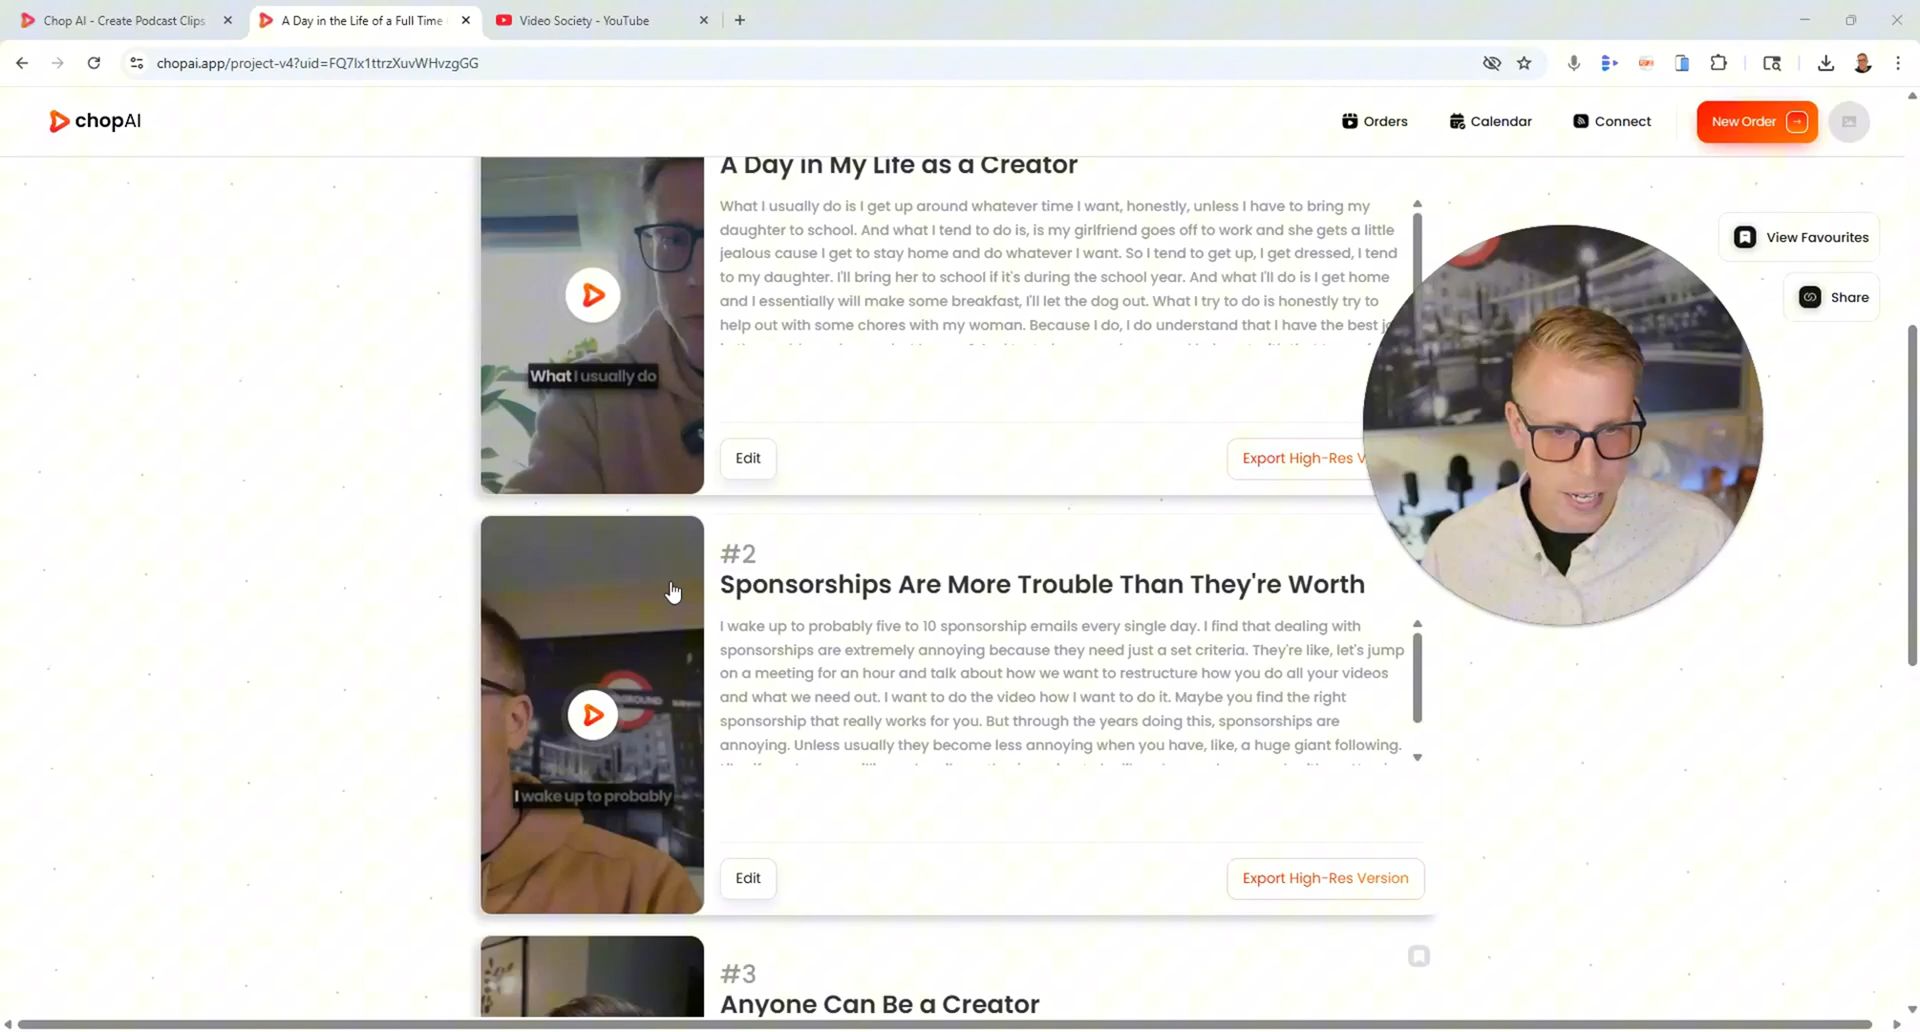 Chop AI - Create Podcast Clips
A Day in the Life of a Full Time
Video Society - YouTube
chopai.app/project-v4?uid=FQ7Ix1ttrzXuvWHvzgGG
chopAI
Orders
Calendar
Connect
New Order
A Day in My Life as a Creator
What I usually do is I get up around whatever time I want, honestly, unless I have to bring my
daughter to school. And what I tend to do is, is my girlfriend goes off to work and she gets a little
jealous cause I get to stay home and do whatever I want. So I tend to get up, I get dressed, I tend
to my daughter. I'll bring her to school if it's during the school year. And what I'll do is I get home
and I essentially will make some breakfast, I'll let the dog out. What I try to do is honestly try to
help out with some chores with my woman. Because I do, I do understand that I have the best
What I usually do
Edit
Export High-Res
View Favourites
Share
#2
Sponsorships Are More Trouble Than They're Worth
I wake up to probably five to 10 sponsorship emails every single day. I find that dealing with
sponsorships are extremely annoying because they need just a set criteria. They're like, let's jump
on a meeting for an hour and talk about how we want to restructure how you do all your videos
and what we need out. I want to do the video how I want to do it. Maybe you find the right
sponsorship that really works for you. But through the years doing this, sponsorships are
annoying. Unless usually they become less annoying when you have, like, a huge giant following.
I wake up to probably
Edit
Export High-Res Version
#3
Anyone Can Be a Creator